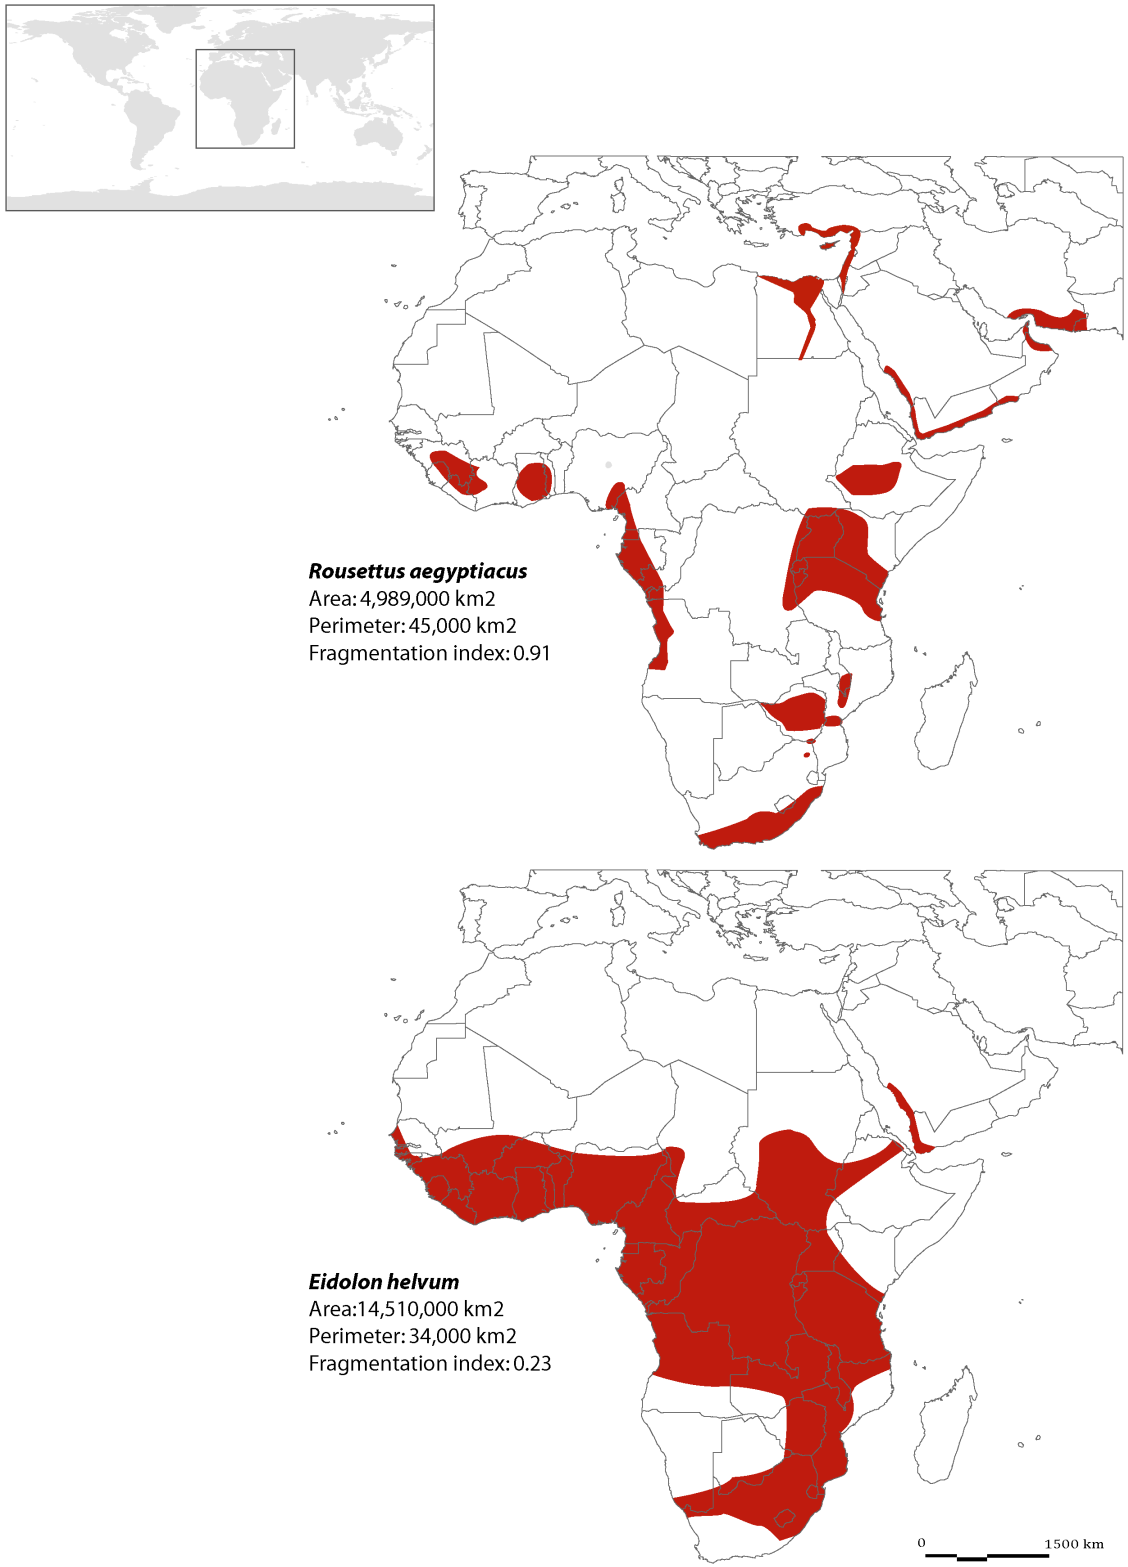 Rousettus aegyptiacus
Area: 4,989,000 km2
Perimeter: 45,000 km2
Fragmentation index: 0.91
Eidolon helvum
Area:14,510,000 km2
Perimeter: 34,000 km2
Fragmentation index: 0.23
0 1500 km